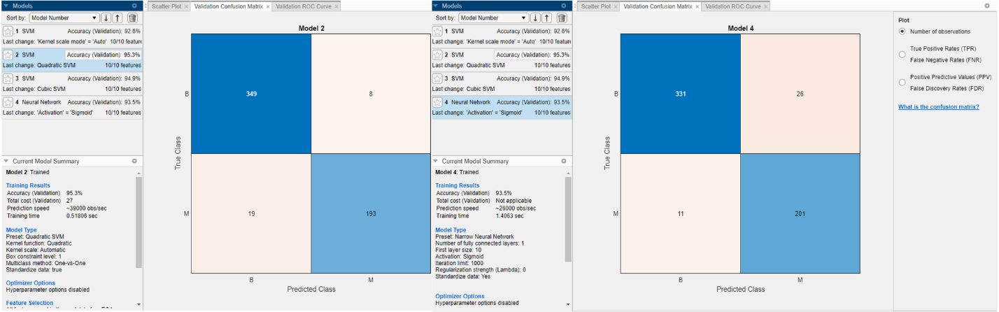 Models
Sort by: Model Number
1 SVM Accuracy (Validation): 92.6%
Last change: 'Kernel scale mode' = 'Auto' 10/10 features
2 SVM Accuracy (Validation): 95.3%
Last change: Quadratic SVM 10/10 features
3 SVM Accuracy (Validation): 94.9%
Last change: Cubic SVM 10/10 features
4 Neural Network Accuracy (Validation): 93.5%
Last change: 'Activation' = 'Sigmoid' 10/10 features
Current Model Summary
Model 2: Trained
Training Results
Accuracy (Validation) 95.3%
Total cost (Validation) 27
Prediction speed ~39000 obs/sec
Training time 0.51806 sec
Model Type
Preset: Quadratic SVM
Kernel function: Quadratic
Kernel scale: Automatic
Box constraint level: 1
Multiclass method: One-vs-One
Standardize data: true
Optimizer Options
Hyperparameter options disabled
Feature Selection
Scatter Plot Validation Confusion Matrix Validation ROC Curve
Model 2
True Class
B 349 8
M 19 193
B M
Predicted Class
Models
Sort by: Model Number
1 SVM Accuracy (Validation): 92.6%
Last change: 'Kernel scale mode' = 'Auto' 10/10 features
2 SVM Accuracy (Validation): 95.3%
Last change: Quadratic SVM 10/10 features
3 SVM Accuracy (Validation): 94.9%
Last change: Cubic SVM 10/10 features
4 Neural Network Accuracy (Validation): 93.5%
Last change: 'Activation' = 'Sigmoid' 10/10 features
Current Model Summary
Model 4: Trained
Training Results
Accuracy (Validation) 93.5%
Total cost (Validation) Not applicable
Prediction speed ~26000 obs/sec
Training time 1.4063 sec
Model Type
Preset: Narrow Neural Network
Number of fully connected layers: 1
First layer size: 10
Activation: Sigmoid
Iteration limit: 1000
Regularization strength (Lambda): 0
Standardize data: Yes
Optimizer Options
Hyperparameter options disabled
Scatter Plot Validation Confusion Matrix Validation ROC Curve
Model 4
True Class
B 331 26
M 11 201
B M
Predicted Class
Plot
Number of observations
True Positive Rates (TPR)
False Negative Rates (FNR)
Positive Predictive Values (PPV)
False Discovery Rates (FDR)
What is the confusion matrix?